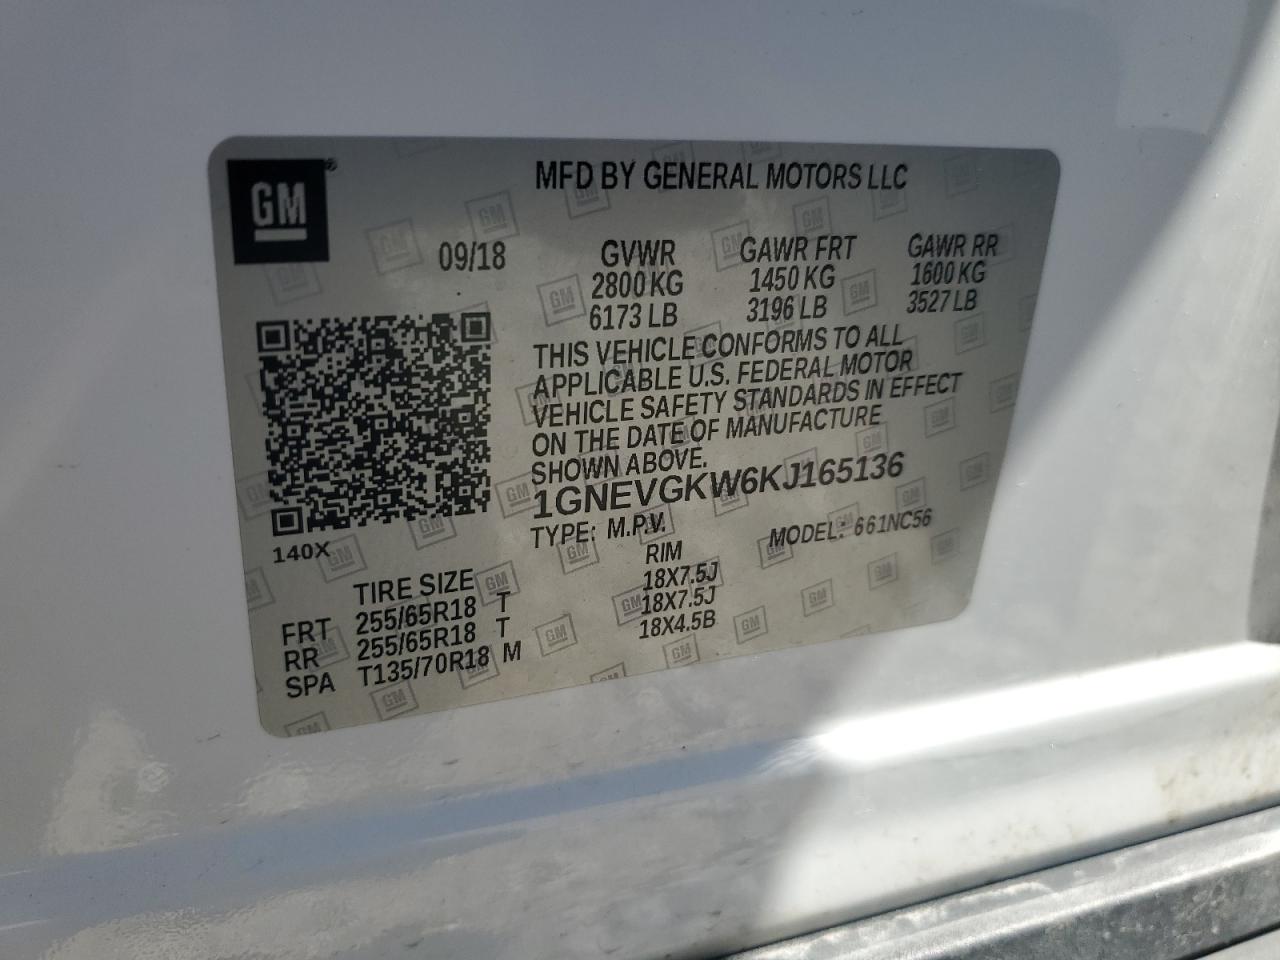 GM
MFD BY GENERAL MOTORS LLC
09/18
GVWR GAWR FRT GAWR RR
2800 KG 1450 KG 1600 KG
6173 LB 3196 LB 3527 LB
THIS VEHICLE CONFORMS TO ALL
APPLICABLE U.S. FEDERAL MOTOR
VEHICLE SAFETY STANDARDS IN EFFECT
ON THE DATE OF MANUFACTURE
SHOWN ABOVE.
1GNEVGKW6KJ165136
TYPE: M.P.V. MODEL: 661NC56
140X
TIRE SIZE RIM
FRT 255/65R18 T 18X7.5J
RR 255/65R18 T 18X7.5J
SPA T135/70R18 M 18X4.5B